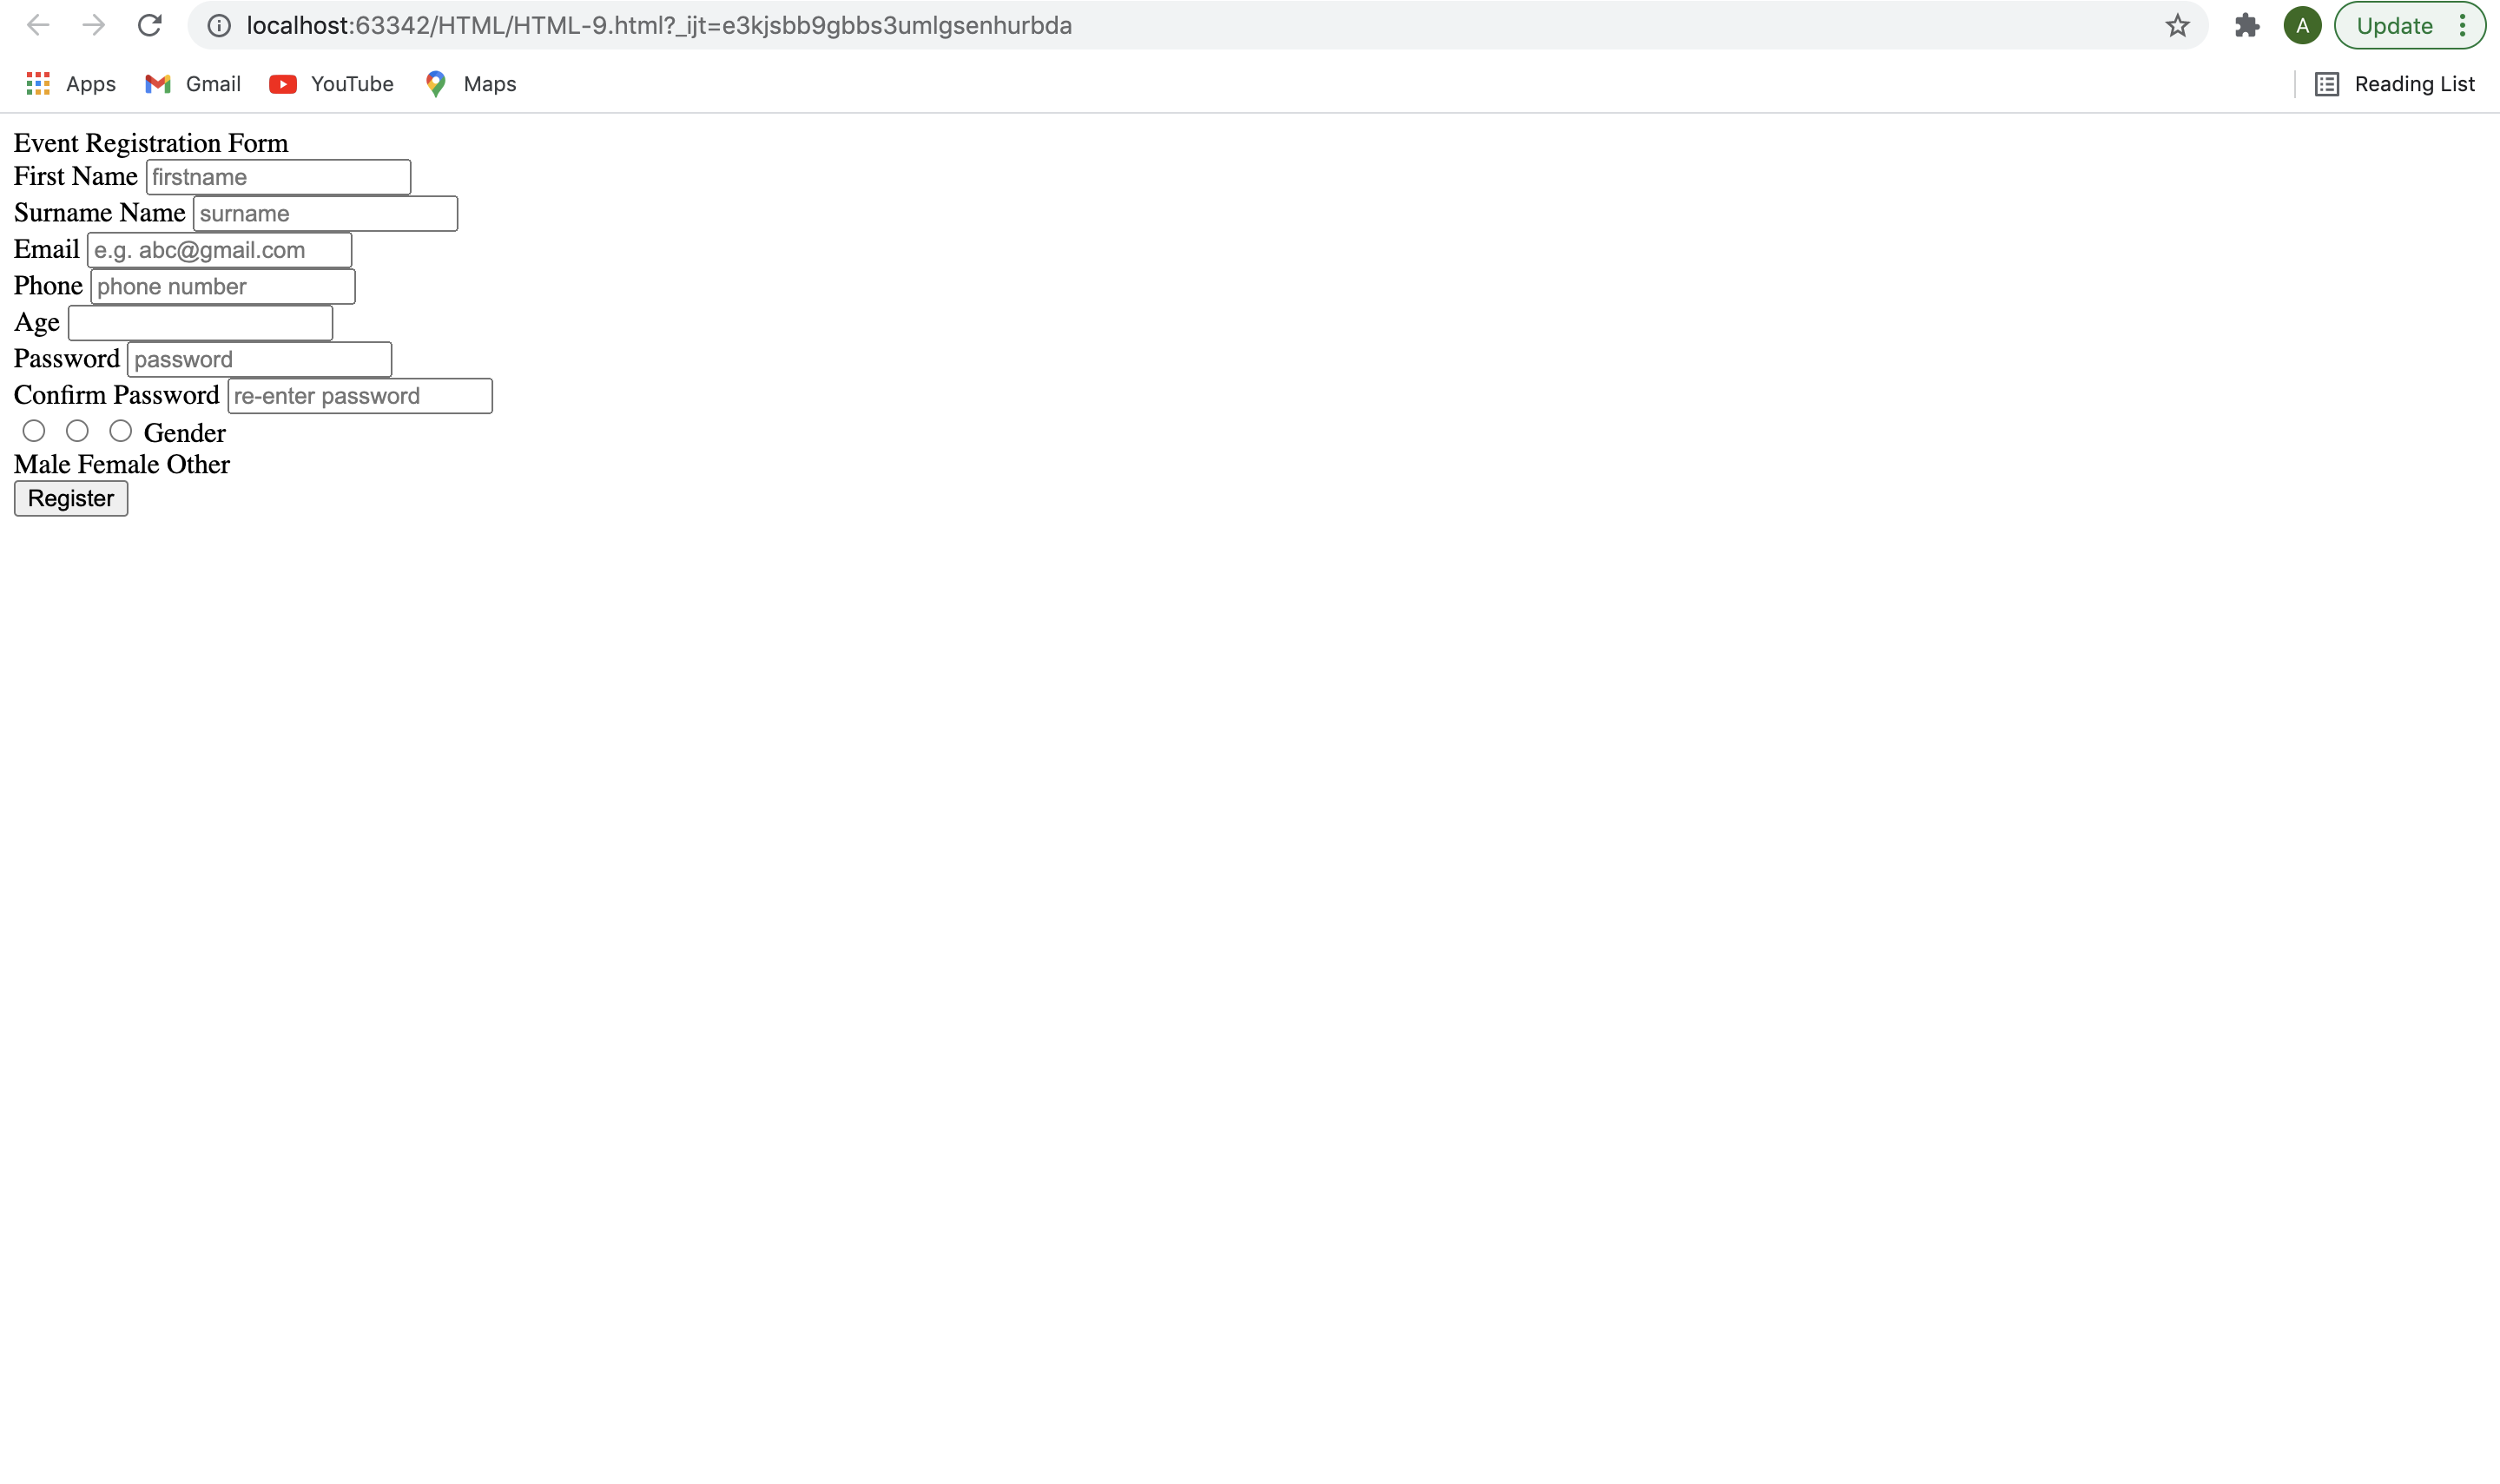 localhost:63342/HTML/HTML-9.html?_ijt=e3kjsbb9gbbs3umlgsenhurbda A Update
Apps Gmail YouTube Maps Reading List
Event Registration Form
First Name firstname
Surname Name surname
Email e.g. abc@gmail.com
Phone phone number
Age
Password password
Confirm Password re-enter password
Gender
Male Female Other
Register